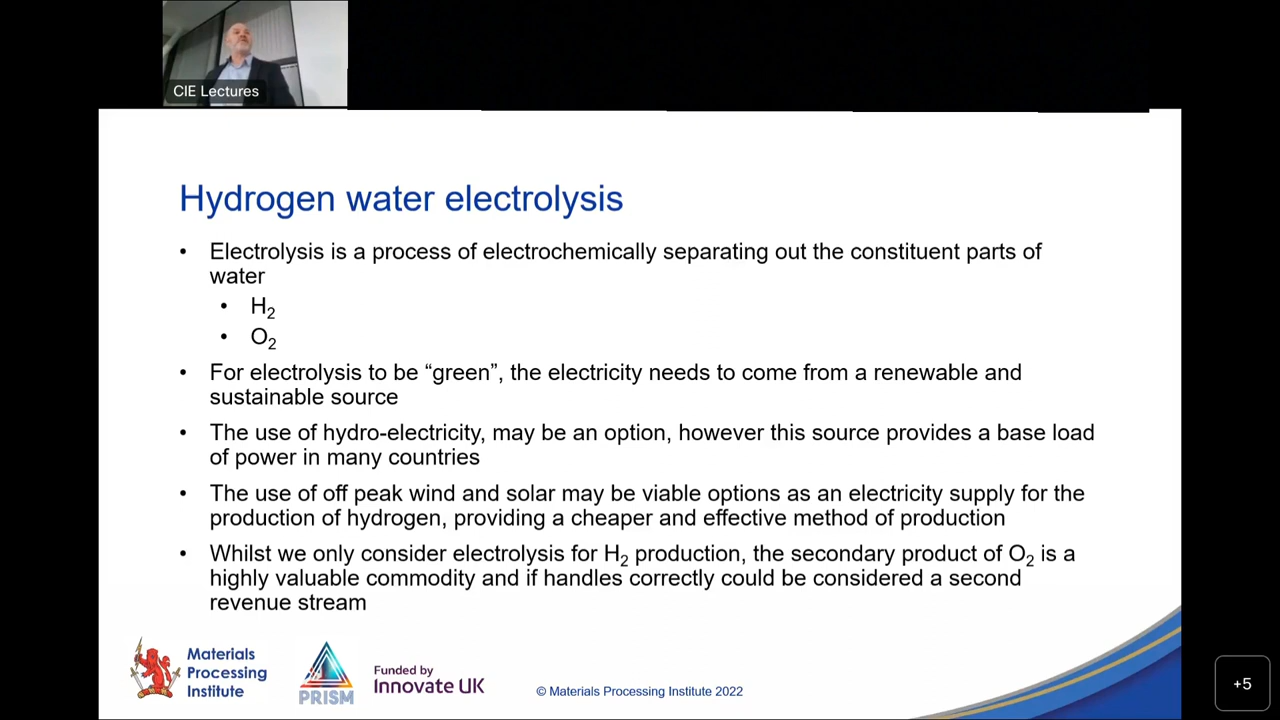 CIE Lectures
Hydrogen water electrolysis
• Electrolysis is a process of electrochemically separating out the constituent parts of
water
• H₂
• O₂
• For electrolysis to be “green”, the electricity needs to come from a renewable and
sustainable source
• The use of hydro-electricity, may be an option, however this source provides a base load
of power in many countries
• The use of off peak wind and solar may be viable options as an electricity supply for the
production of hydrogen, providing a cheaper and effective method of production
• Whilst we only consider electrolysis for H₂ production, the secondary product of O₂ is a
highly valuable commodity and if handles correctly could be considered a second
revenue stream
Materials
Processing
Institute
PRISM
Funded by
Innovate UK
© Materials Processing Institute 2022
+5